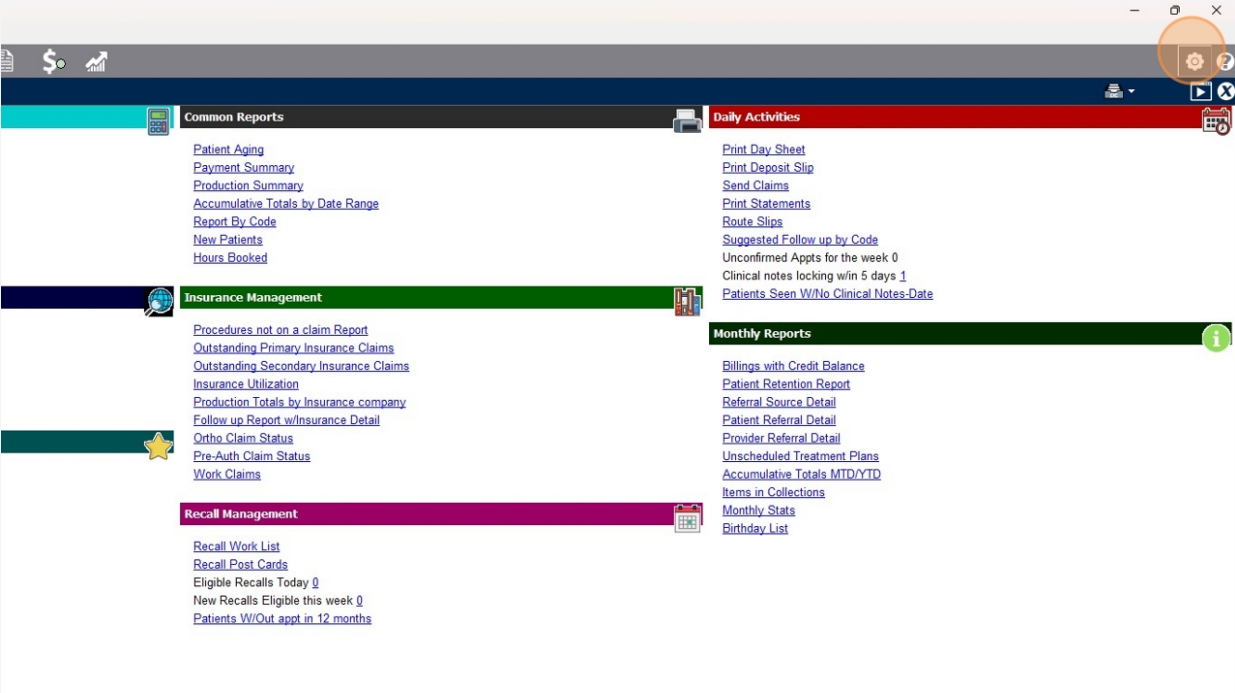 Common Reports
Patient Aging
Payment Summary
Production Summary
Accumulative Totals by Date Range
Report By Code
New Patients
Hours Booked
Insurance Management
Procedures not on a claim Report
Outstanding Primary Insurance Claims
Outstanding Secondary Insurance Claims
Insurance Utilization
Production Totals by Insurance company
Follow up Report w/Insurance Detail
Ortho Claim Status
Pre-Auth Claim Status
Work Claims
Recall Management
Recall Work List
Recall Post Cards
Eligible Recalls Today 0
New Recalls Eligible this week 0
Patients W/Out appt in 12 months
Daily Activities
Print Day Sheet
Print Deposit Slip
Send Claims
Print Statements
Route Slips
Suggested Follow up by Code
Unconfirmed Appts for the week 0
Clinical notes locking w/in 5 days 1
Patients Seen W/No Clinical Notes-Date
Monthly Reports
Billings with Credit Balance
Patient Retention Report
Referral Source Detail
Patient Referral Detail
Provider Referral Detail
Unscheduled Treatment Plans
Accumulative Totals MTD/YTD
Items in Collections
Monthly Stats
Birthday List